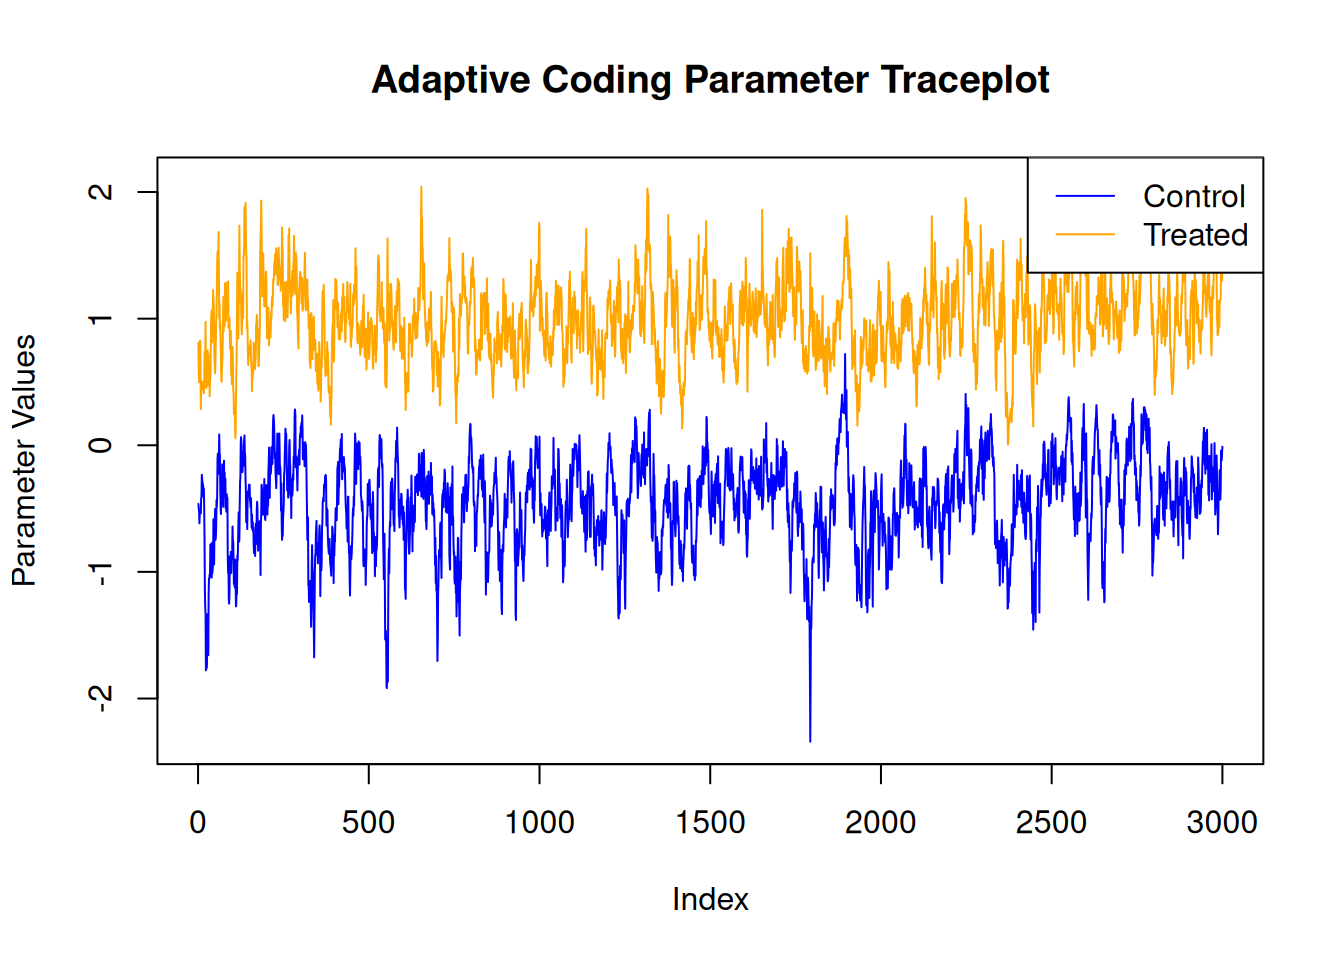 Adaptive Coding Parameter Traceplot
Control
Treated
2
1
0
-1
-2
Parameter Values
0 500 1000 1500 2000 2500 3000
Index